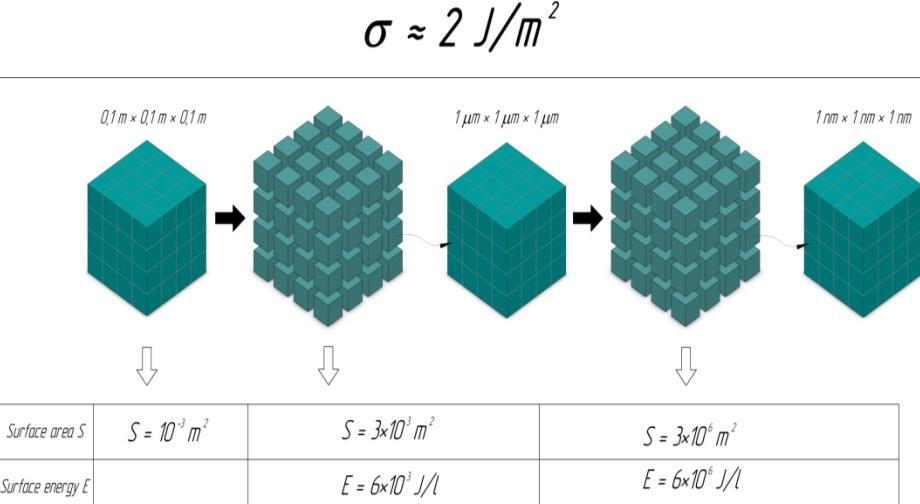 σ ≈ 2 J/m²
0,1 m × 0,1 m × 0,1 m
1 μm × 1 μm × 1 μm
1 nm × 1 nm × 1 nm
Surface area S
S = 10⁻³ m²
S = 3×10³ m²
S = 3×10⁶ m²
Surface energy E
E = 6×10³ J/l
E = 6×10⁶ J/l